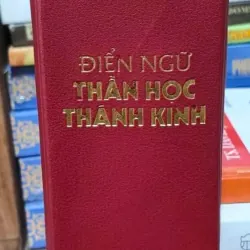 ĐIỂN NGỮ
THẦN HỌC
THÁNH KINH